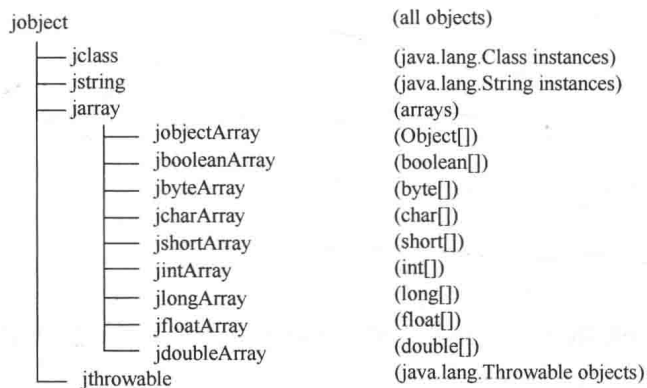 jobject (all objects)
jclass (java.lang.Class instances)
jstring (java.lang.String instances)
jarray (arrays)
jobjectArray (Object[])
jbooleanArray (boolean[])
jbyteArray (byte[])
jcharArray (char[])
jshortArray (short[])
jintArray (int[])
jlongArray (long[])
jfloatArray (float[])
jdoubleArray (double[])
jthrowable (java.lang.Throwable objects)